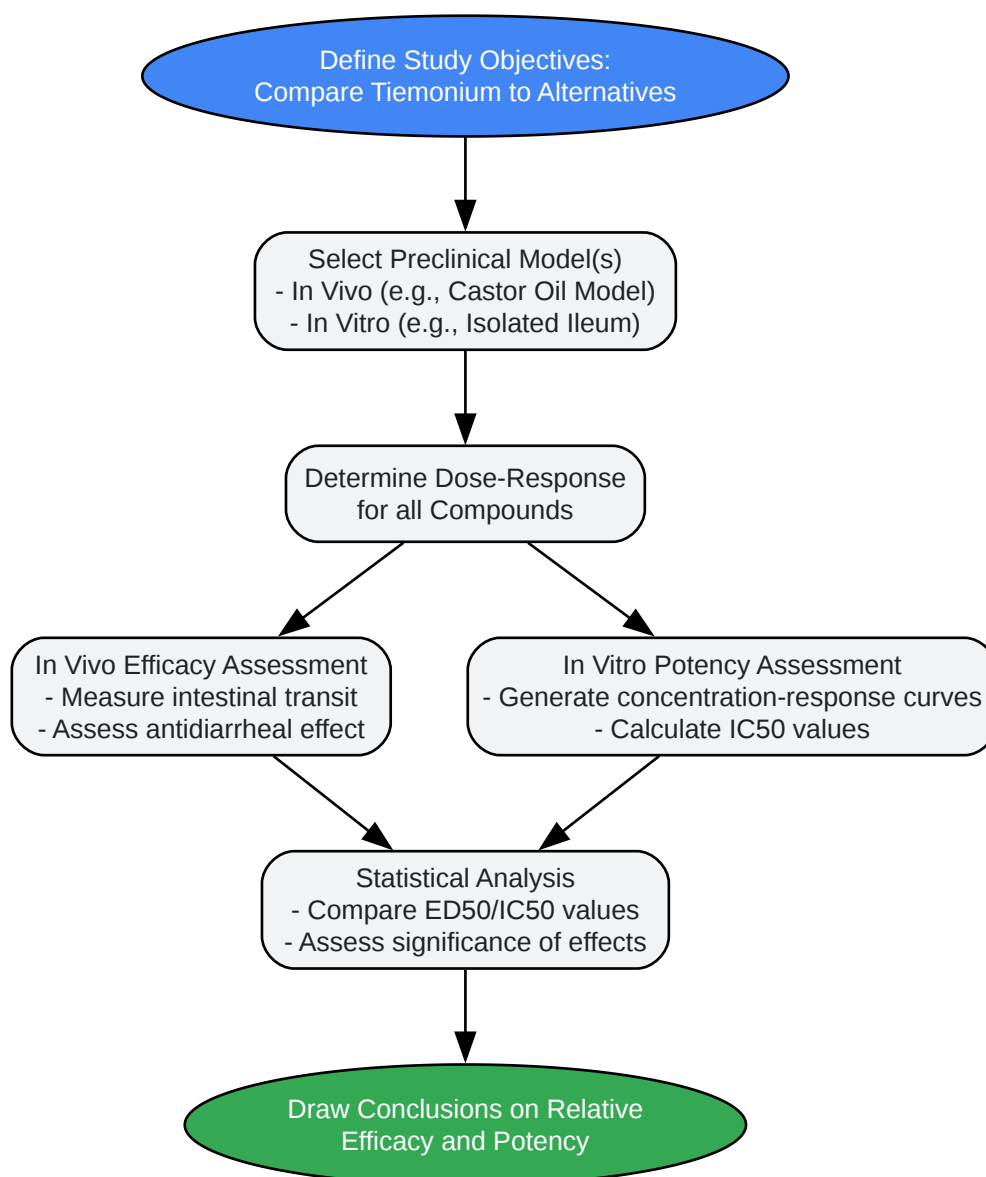 Define Study Objectives:
Compare Tiemonium to Alternatives
Select Preclinical Model(s)
- In Vivo (e.g., Castor Oil Model)
- In Vitro (e.g., Isolated Ileum)
Determine Dose-Response
for all Compounds
In Vivo Efficacy Assessment
- Measure intestinal transit
- Assess antidiarrheal effect
In Vitro Potency Assessment
- Generate concentration-response curves
- Calculate IC50 values
Statistical Analysis
- Compare ED50/IC50 values
- Assess significance of effects
Draw Conclusions on Relative
Efficacy and Potency